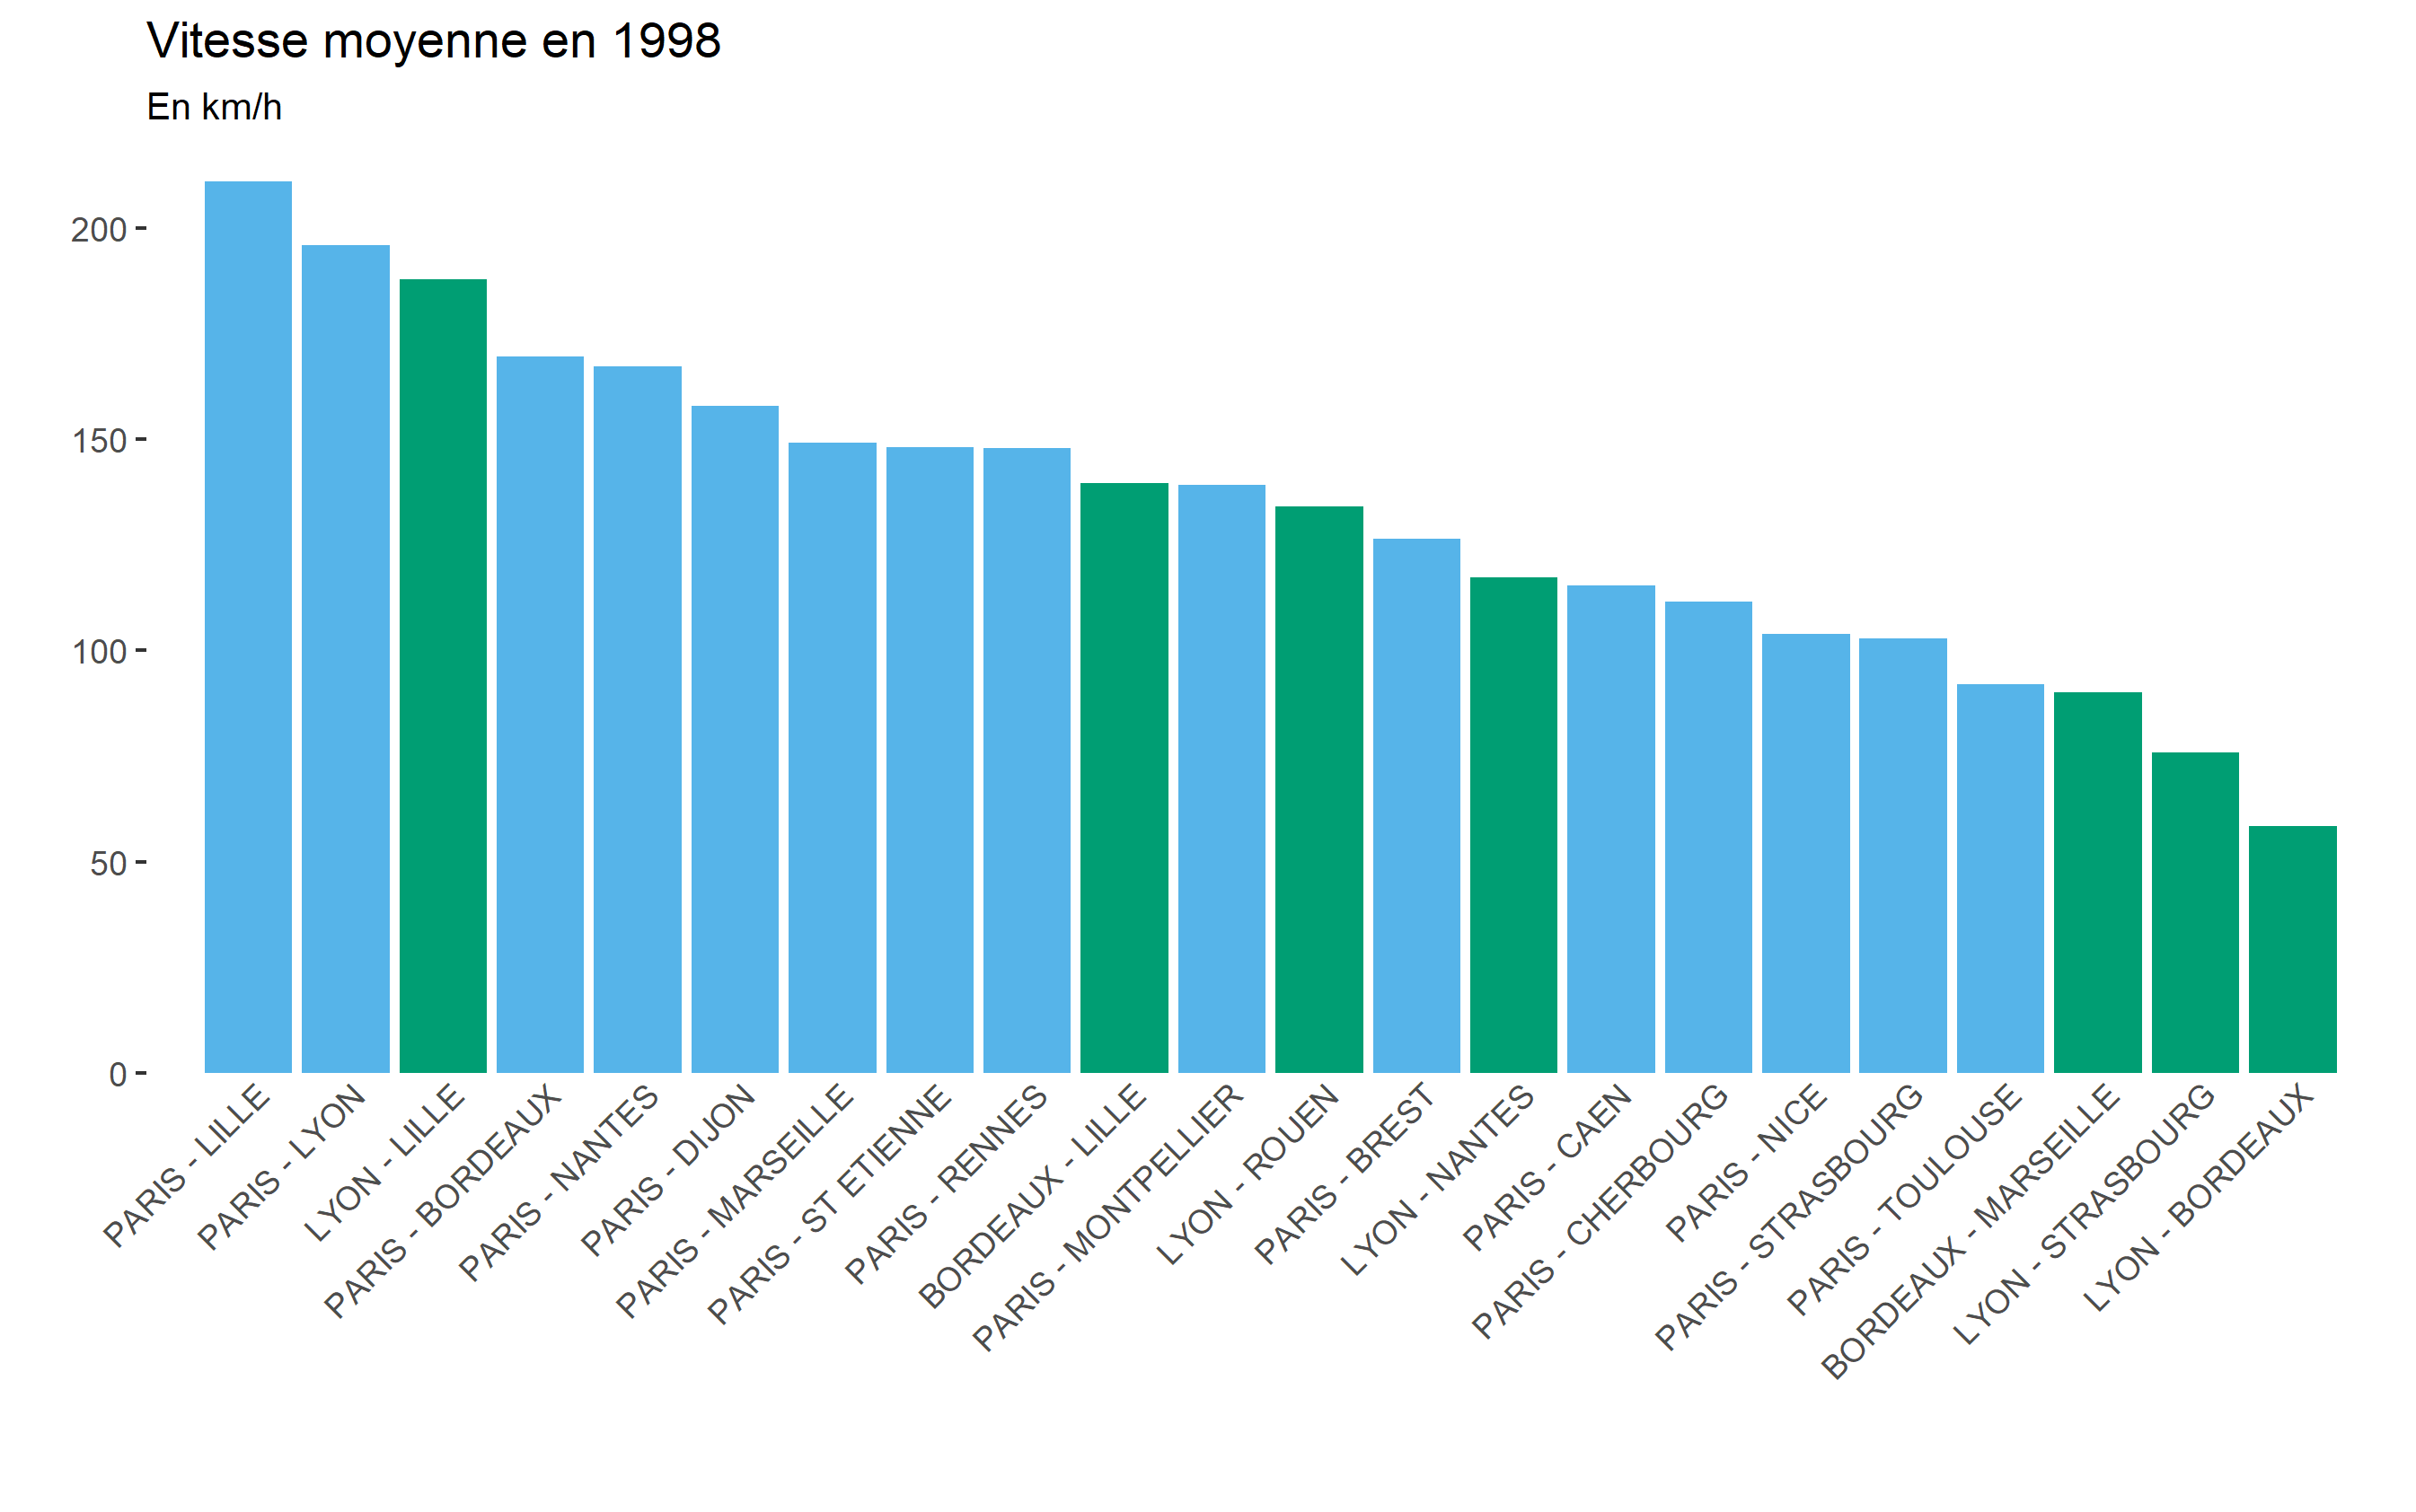 Vitesse moyenne en 1998
En km/h
200
150
100
50
0
PARIS - LILLE
PARIS - LYON
LYON - LILLE
PARIS - BORDEAUX
PARIS - NANTES
PARIS - DIJON
PARIS - MARSEILLE
PARIS - ST ETIENNE
PARIS - RENNES
BORDEAUX - LILLE
PARIS - MONTPELLIER
LYON - ROUEN
PARIS - BREST
LYON - NANTES
PARIS - CAEN
PARIS - CHERBOURG
PARIS - NICE
PARIS - STRASBOURG
PARIS - TOULOUSE
BORDEAUX - MARSEILLE
LYON - STRASBOURG
LYON - BORDEAUX